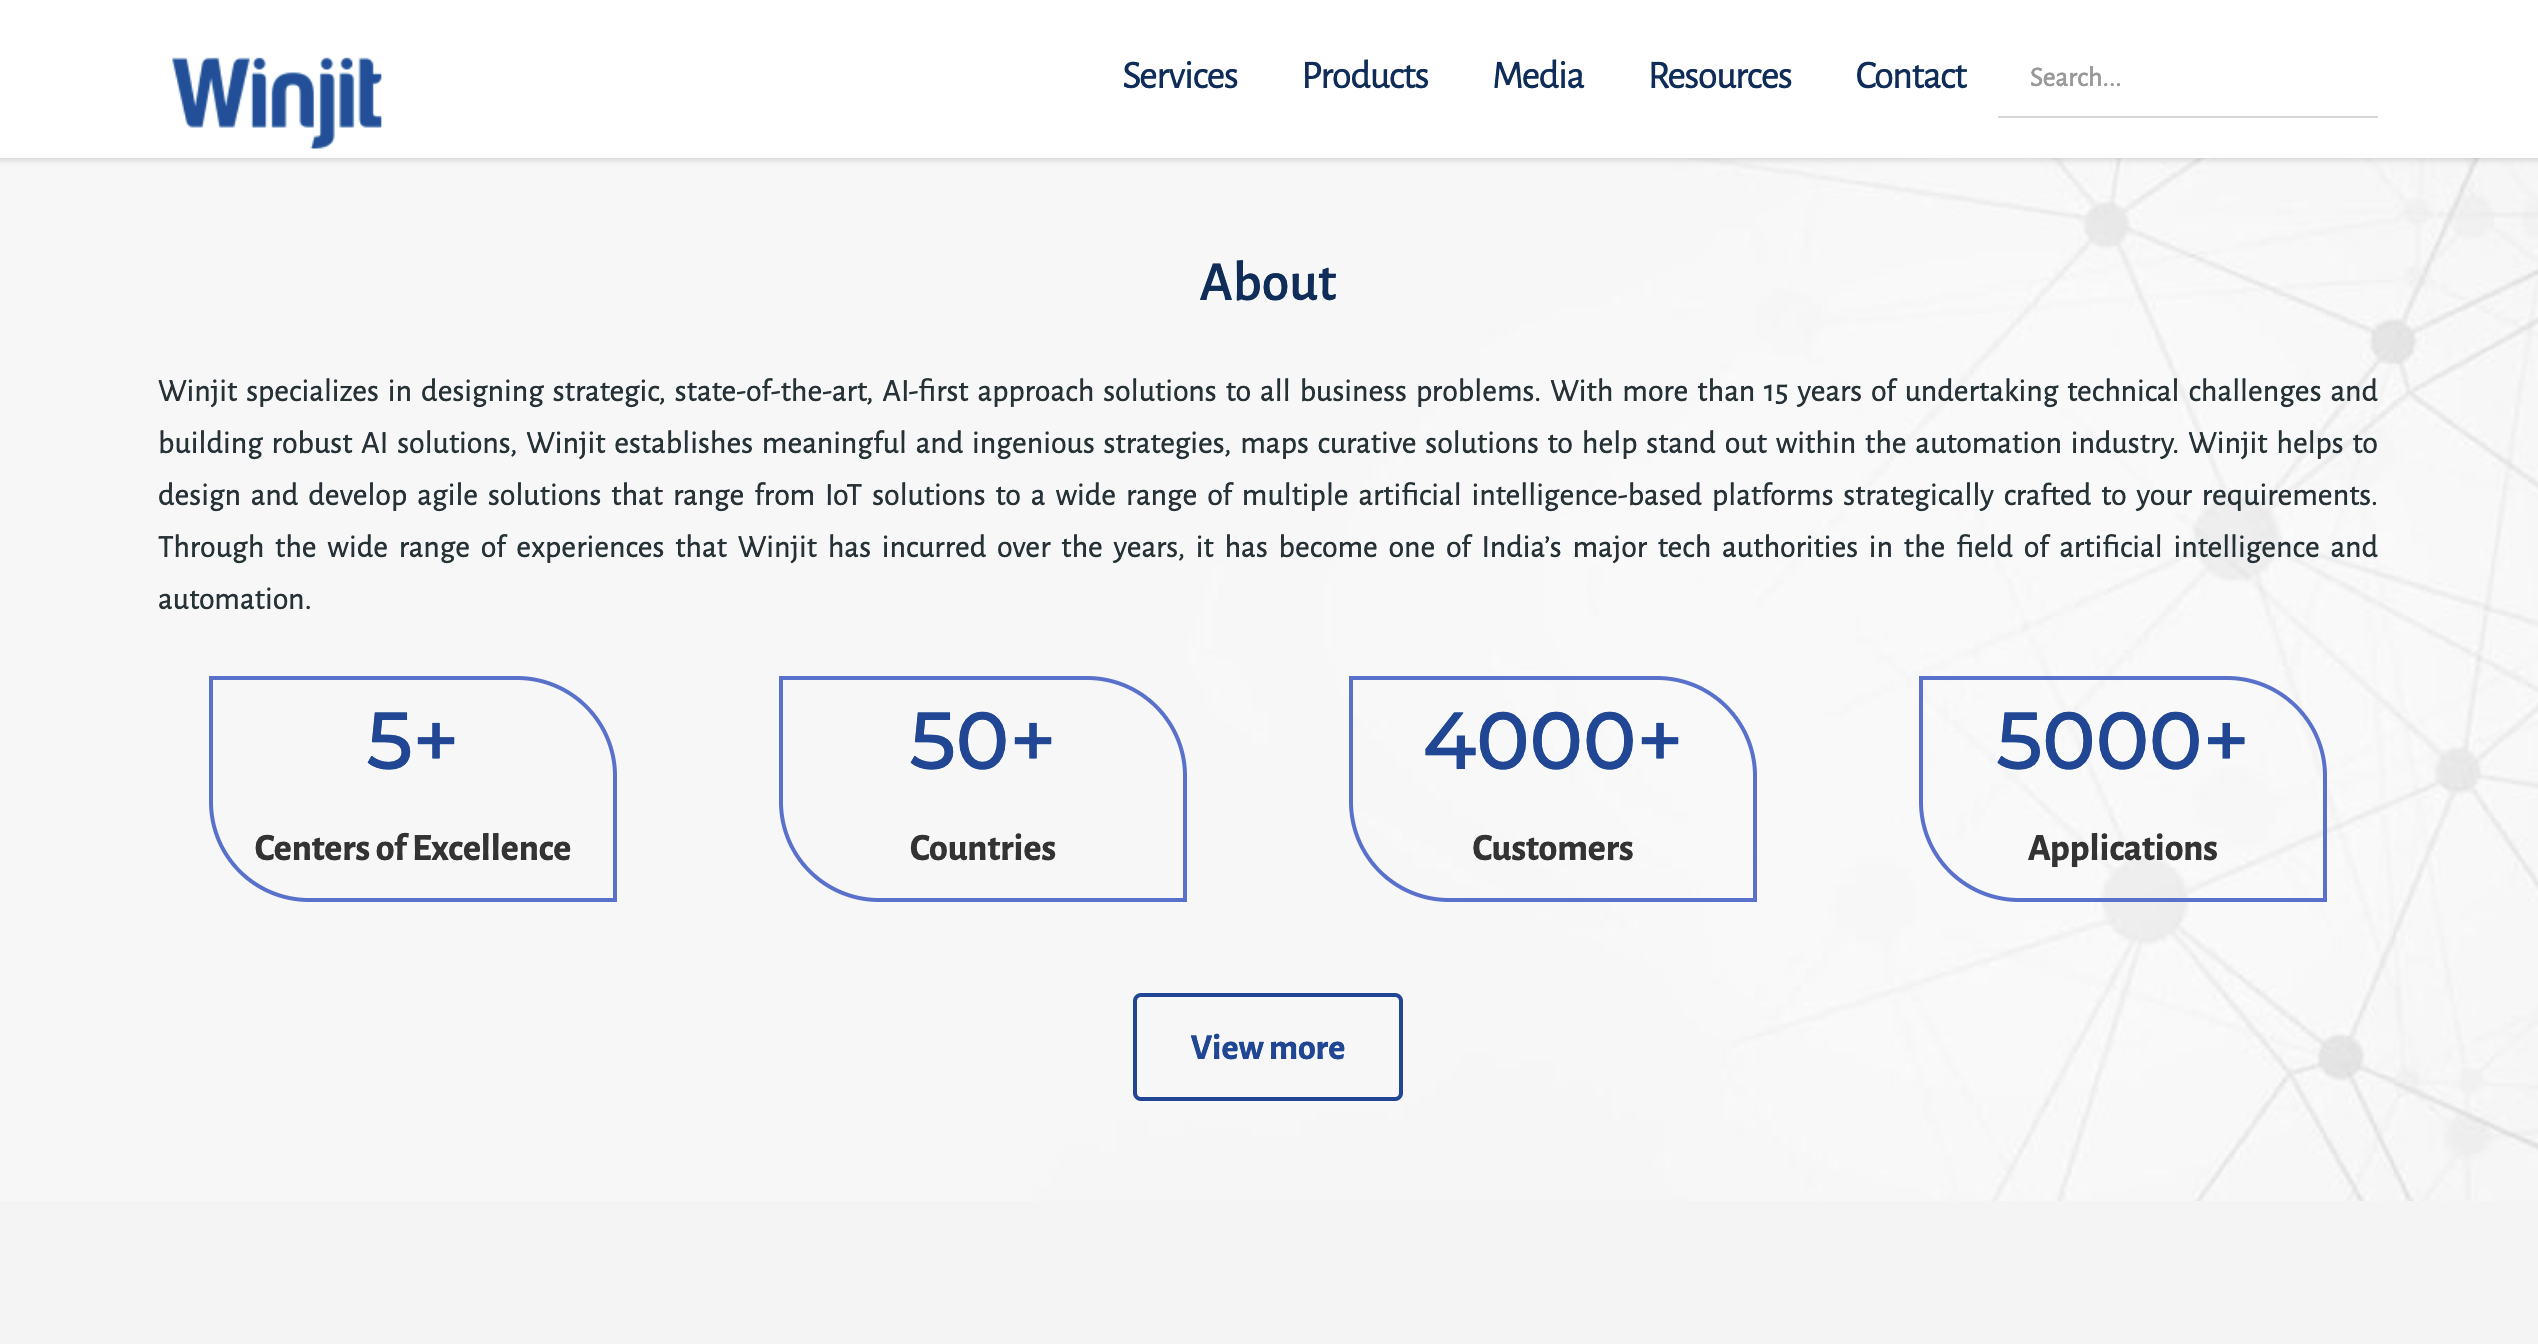 Winjit
Services Products Media Resources Contact Search...
About
Winjit specializes in designing strategic, state-of-the-art, AI-first approach solutions to all business problems. With more than 15 years of undertaking technical challenges and
building robust AI solutions, Winjit establishes meaningful and ingenious strategies, maps curative solutions to help stand out within the automation industry. Winjit helps to
design and develop agile solutions that range from IoT solutions to a wide range of multiple artificial intelligence-based platforms strategically crafted to your requirements.
Through the wide range of experiences that Winjit has incurred over the years, it has become one of India’s major tech authorities in the field of artificial intelligence and
automation.
5+
Centers of Excellence
50+
Countries
4000+
Customers
5000+
Applications
View more